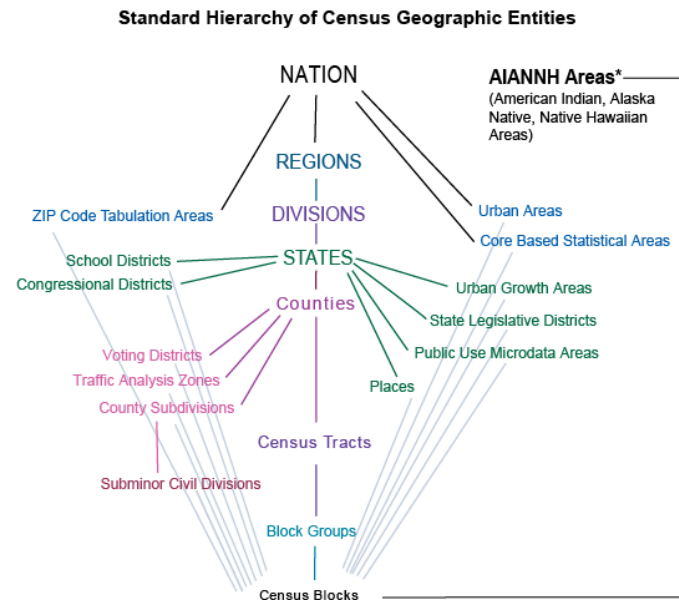 Standard Hierarchy of Census Geographic Entities
NATION
AIANNH Areas*
(American Indian, Alaska
Native, Native Hawaiian
Areas)
REGIONS
ZIP Code Tabulation Areas
DIVISIONS
Urban Areas
Core Based Statistical Areas
School Districts
STATES
Congressional Districts
Urban Growth Areas
Counties
State Legislative Districts
Voting Districts
Public Use Microdata Areas
Traffic Analysis Zones
Places
County Subdivisions
Census Tracts
Subminor Civil Divisions
Block Groups
Census Blocks